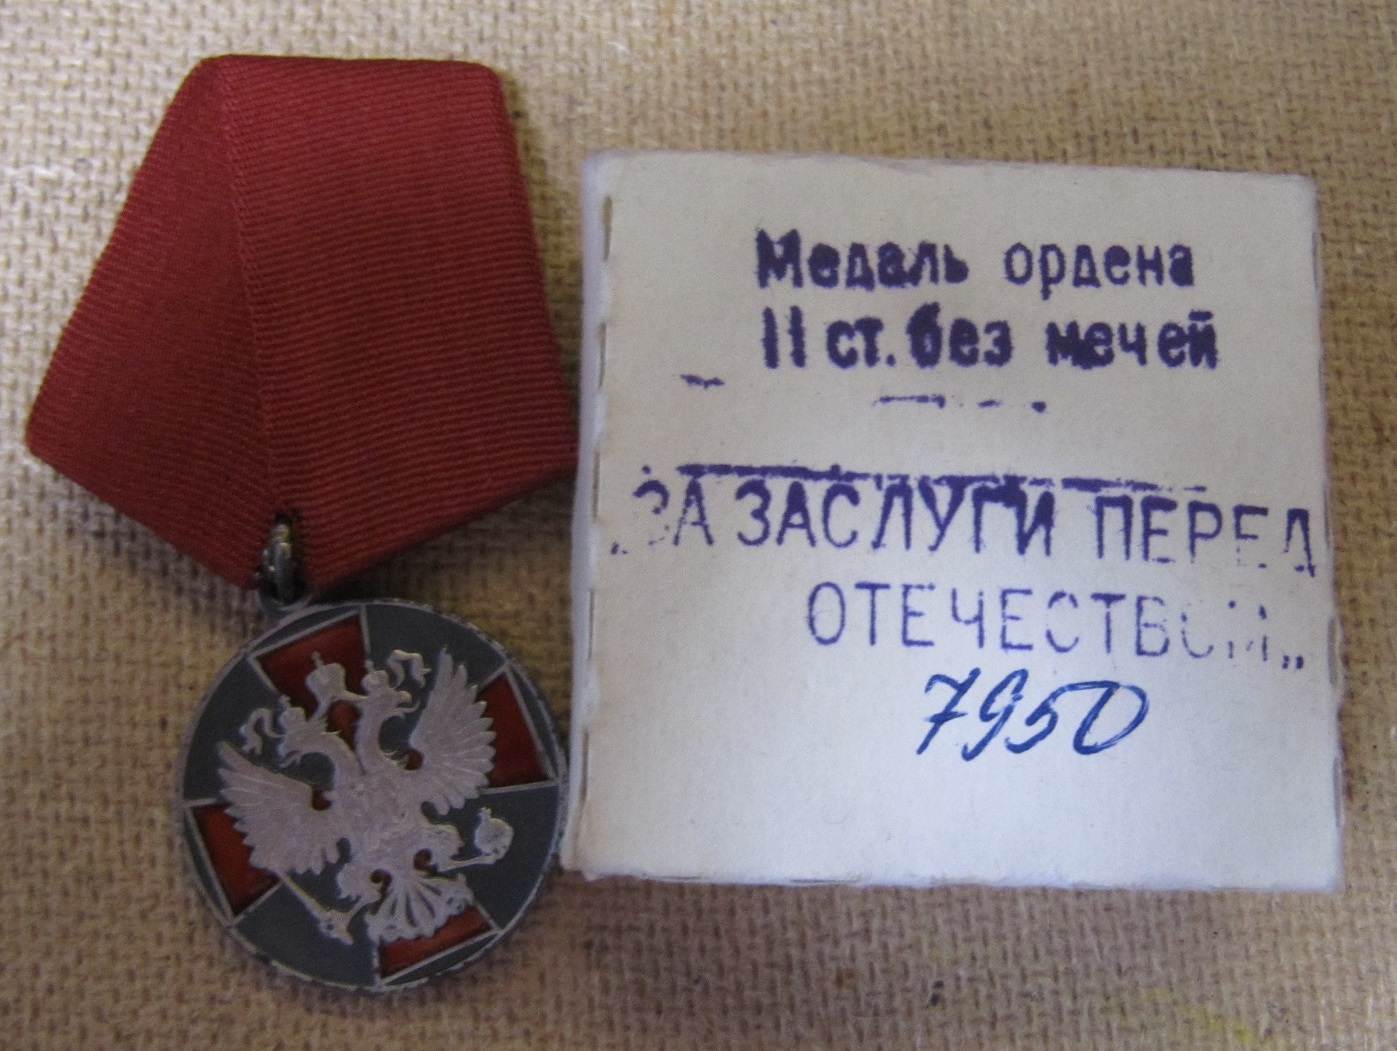 Медаль ордена
II ст. без мечей
„ЗА ЗАСЛУГИ ПЕРЕД
ОТЕЧЕСТВОМ„
7950